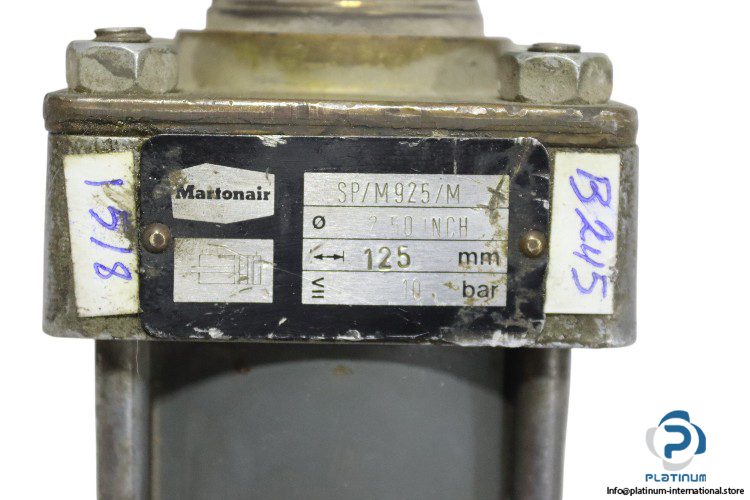 Martonair
SP/M925/M
Ø 2.50 INCH
125 mm
≤ 10 bar
1518
B245
PLATINUM
Info@platinum-international.store